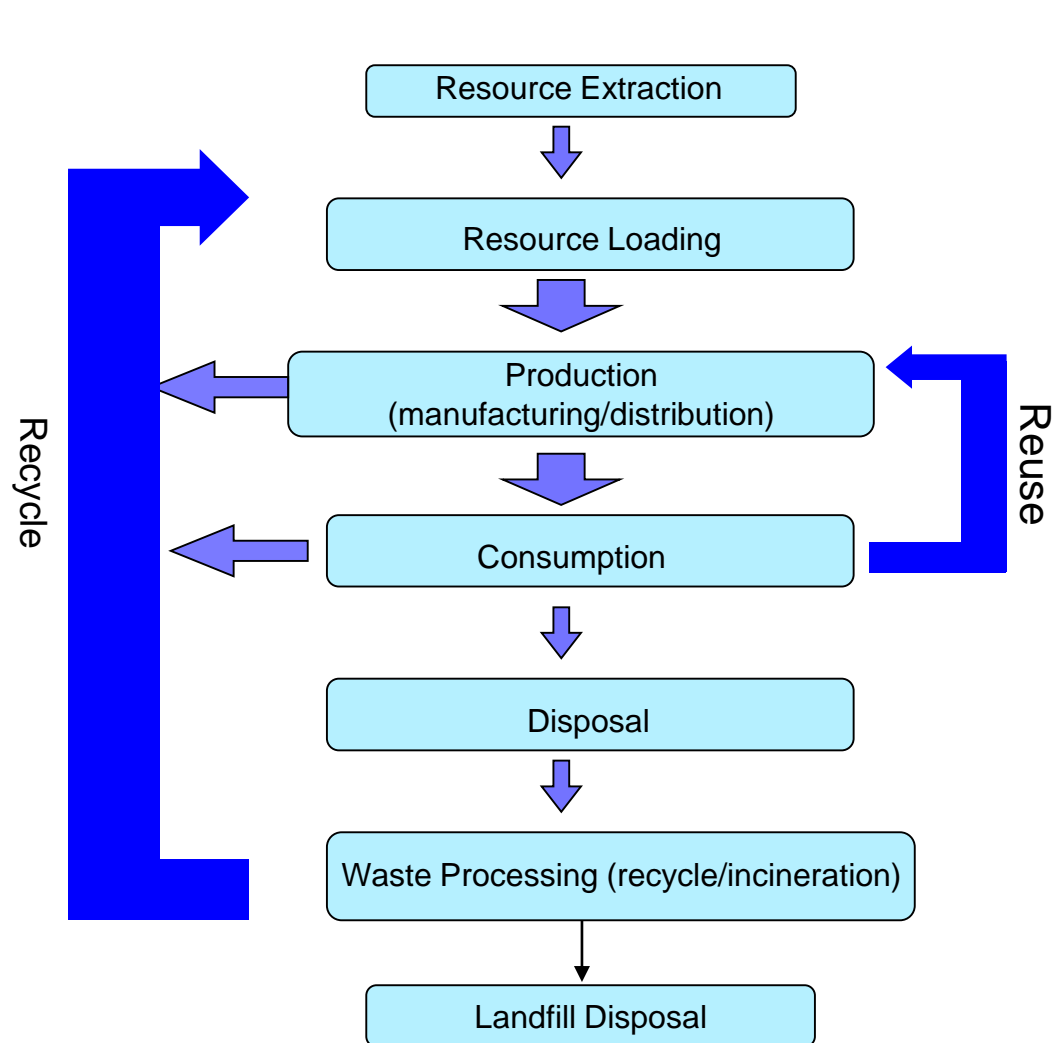 Resource Extraction
Resource Loading
Production
(manufacturing/distribution)
Recycle
Reuse
Consumption
Disposal
Waste Processing (recycle/incineration)
Landfill Disposal